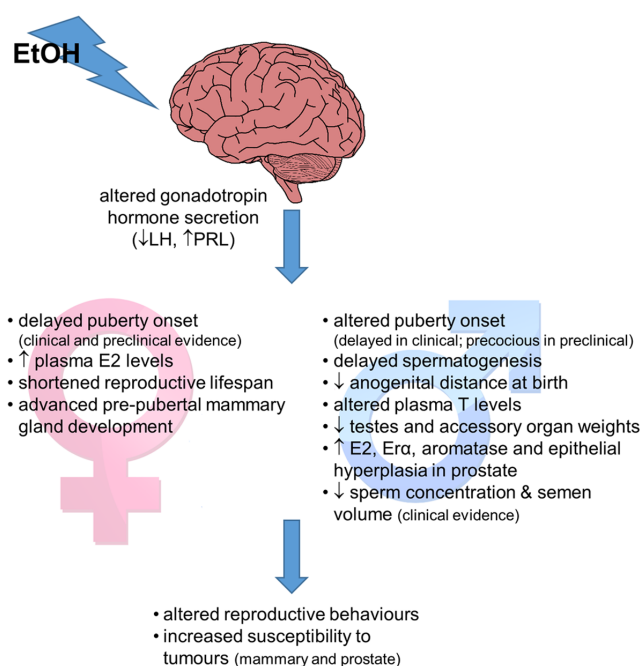 EtOH
altered gonadotropin
hormone secretion
(↓LH, ↑PRL)
• delayed puberty onset
(clinical and preclinical evidence)
• ↑ plasma E2 levels
• shortened reproductive lifespan
• advanced pre-pubertal mammary
gland development
• altered puberty onset
(delayed in clinical; precocious in preclinical)
• delayed spermatogenesis
• ↓ anogenital distance at birth
• altered plasma T levels
• ↓ testes and accessory organ weights
• ↑ E2, Erα, aromatase and epithelial
hyperplasia in prostate
• ↓ sperm concentration & semen
volume (clinical evidence)
• altered reproductive behaviours
• increased susceptibility to
tumours (mammary and prostate)